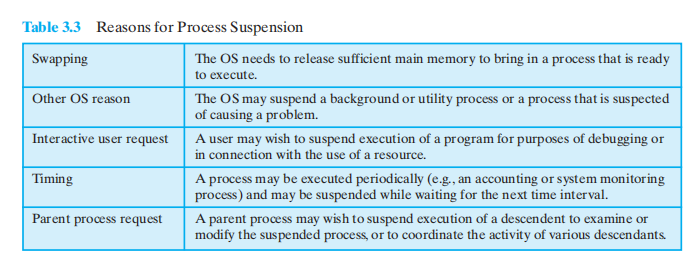 Table 3.3 Reasons for Process Suspension
Swapping
The OS needs to release sufficient main memory to bring in a process that is ready
to execute.
Other OS reason
The OS may suspend a background or utility process or a process that is suspected
of causing a problem.
Interactive user request
A user may wish to suspend execution of a program for purposes of debugging or
in connection with the use of a resource.
Timing
A process may be executed periodically (e.g., an accounting or system monitoring
process) and may be suspended while waiting for the next time interval.
Parent process request
A parent process may wish to suspend execution of a descendent to examine or
modify the suspended process, or to coordinate the activity of various descendants.